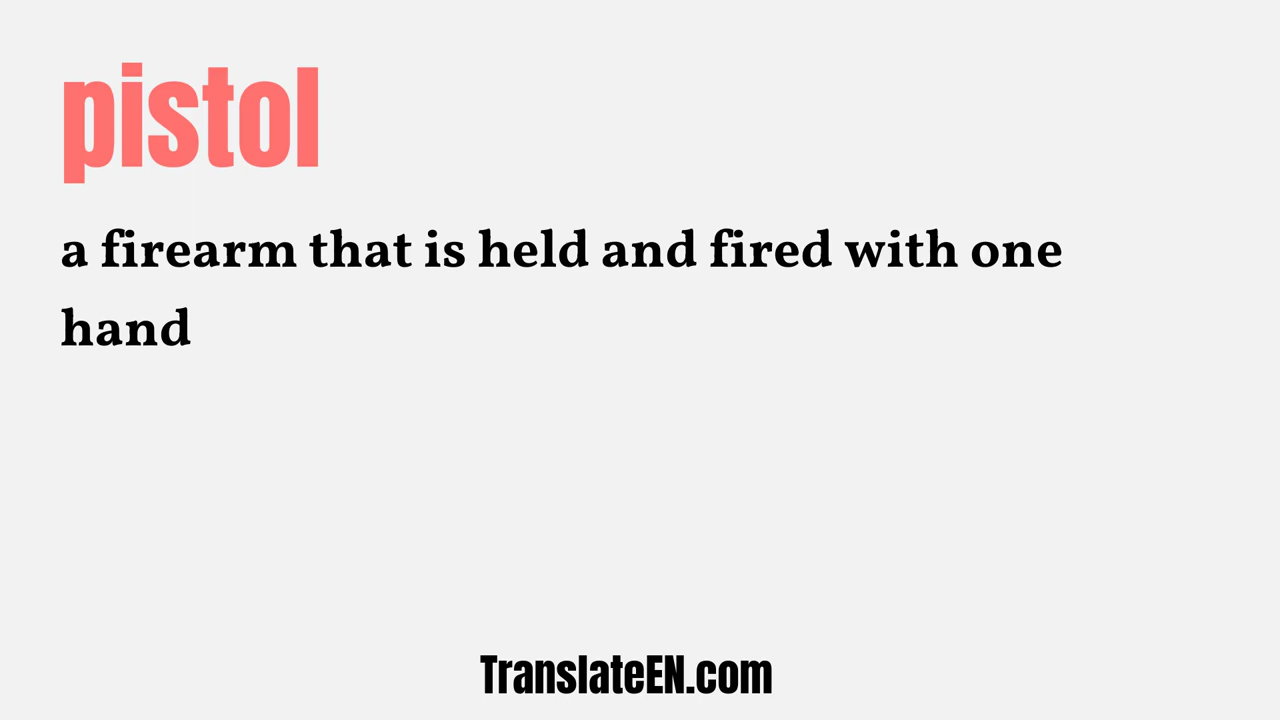 pistol
a firearm that is held and fired with one
hand
TranslateEN.com